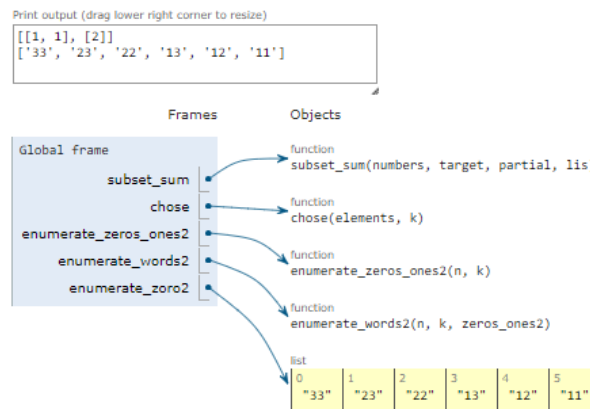 Print output (drag lower right corner to resize)
[[1, 1], [2]]
['33', '23', '22', '13', '12', '11']
Frames
Objects
Global frame
subset_sum
chose
enumerate_zeros_ones2
enumerate_words2
enumerate_zoro2
function
subset_sum(numbers, target, partial, lis
function
chose(elements, k)
function
enumerate_zeros_ones2(n, k)
function
enumerate_words2(n, k, zeros_ones2)
list
0 1 2 3 4 5
"33" "23" "22" "13" "12" "11"